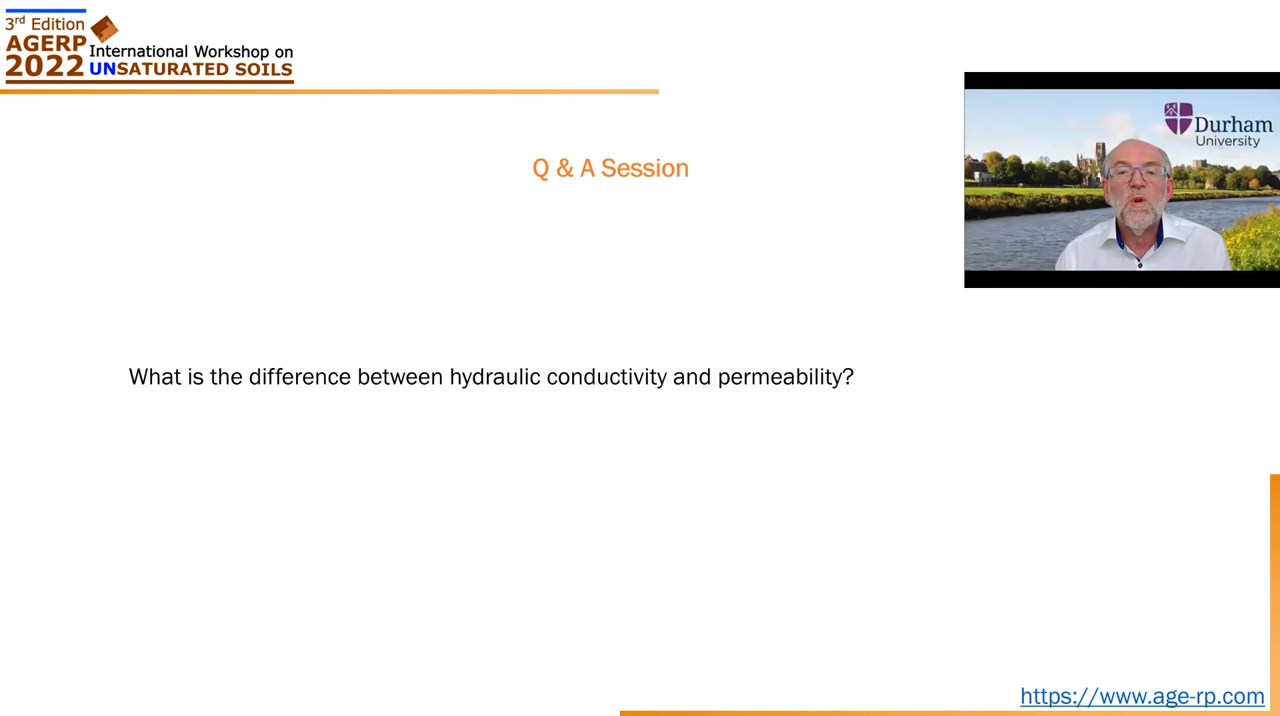 3rd Edition
AGERP
2022
International Workshop on
UNSATURATED SOILS
Durham
University
Q & A Session
What is the difference between hydraulic conductivity and permeability?
https://www.age-rp.com